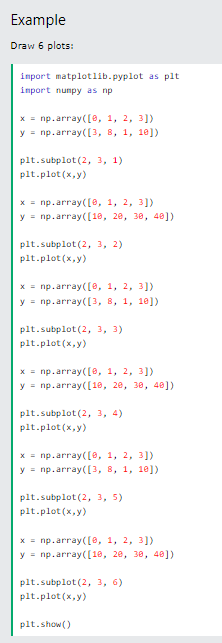 Example
Draw 6 plots:
import matplotlib.pyplot as plt
import numpy as np
x = np.array([0, 1, 2, 3])
y = np.array([3, 8, 1, 10])
plt.subplot(2, 3, 1)
plt.plot(x,y)
x = np.array([0, 1, 2, 3])
y = np.array([10, 20, 30, 40])
plt.subplot(2, 3, 2)
plt.plot(x,y)
x = np.array([0, 1, 2, 3])
y = np.array([3, 8, 1, 10])
plt.subplot(2, 3, 3)
plt.plot(x,y)
x = np.array([0, 1, 2, 3])
y = np.array([10, 20, 30, 40])
plt.subplot(2, 3, 4)
plt.plot(x,y)
x = np.array([0, 1, 2, 3])
y = np.array([3, 8, 1, 10])
plt.subplot(2, 3, 5)
plt.plot(x,y)
x = np.array([0, 1, 2, 3])
y = np.array([10, 20, 30, 40])
plt.subplot(2, 3, 6)
plt.plot(x,y)
plt.show()